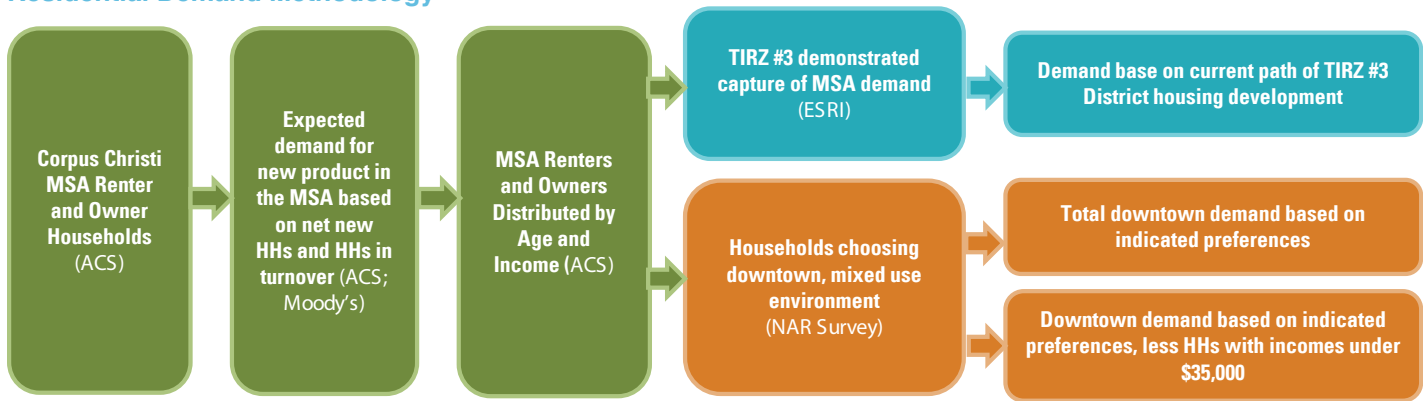 Residential Demand Methodology
Corpus Christi
MSA Renter
and Owner
Households
(ACS)
Expected
demand for
new product in
the MSA based
on net new
HHs and HHs in
turnover (ACS;
Moody's)
MSA Renters
and Owners
Distributed by
Age and
Income (ACS)
TIRZ #3 demonstrated
capture of MSA demand
(ESRI)
Demand base on current path of TIRZ #3
District housing development
Households choosing
downtown, mixed use
environment
(NAR Survey)
Total downtown demand based on
indicated preferences
Downtown demand based on indicated
preferences, less HHs with incomes under
$35,000